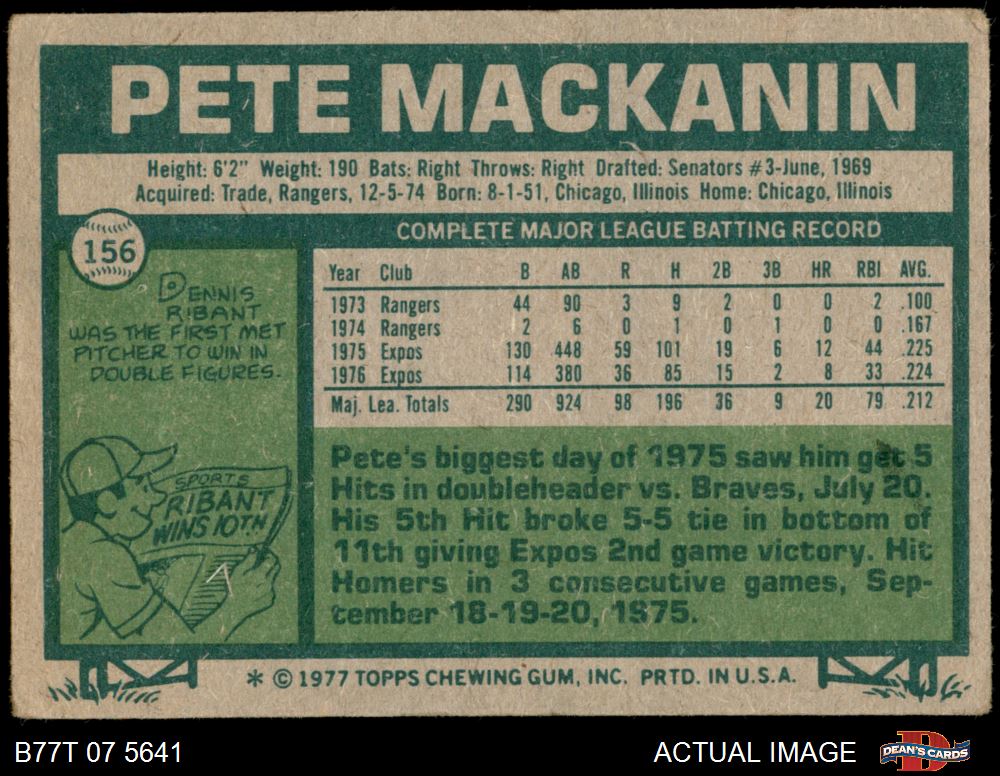 PETE MACKANIN
Height: 6'2" Weight: 190 Bats: Right Throws: Right Drafted: Senators #3-June, 1969
Acquired: Trade, Rangers, 12-5-74 Born: 8-1-51, Chicago, Illinois Home: Chicago, Illinois
156
DENNIS
RIBANT
WAS THE FIRST MET
PITCHER TO WIN IN
DOUBLE FIGURES.
SPORTS
RIBANT
WINS 10TH
COMPLETE MAJOR LEAGUE BATTING RECORD
Year Club B AB R H 2B 3B HR RBI AVG.
1973 Rangers 44 90 3 9 2 0 0 2 .100
1974 Rangers 2 6 0 1 0 1 0 0 .167
1975 Expos 130 448 59 101 19 6 12 44 .225
1976 Expos 114 380 36 85 15 2 8 33 .224
Maj. Lea. Totals 290 924 98 196 36 9 20 79 .212
Pete's biggest day of 1975 saw him get 5
Hits in doubleheader vs. Braves, July 20.
His 5th Hit broke 5-5 tie in bottom of
11th giving Expos 2nd game victory. Hit
Homers in 3 consecutive games, Sep-
tember 18-19-20, 1975.
* © 1977 TOPPS CHEWING GUM, INC. PRTD. IN U.S.A.
B77T 07 5641
ACTUAL IMAGE
D
DEAN'S CARDS